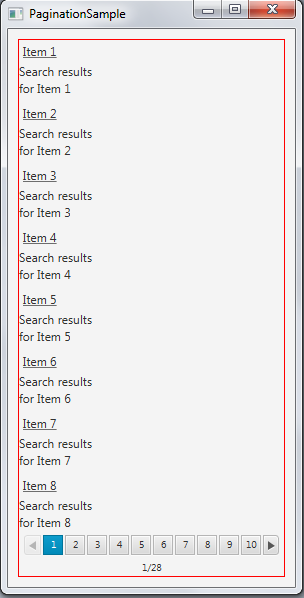 PaginationSample
Item 1
Search results
for Item 1
Item 2
Search results
for Item 2
Item 3
Search results
for Item 3
Item 4
Search results
for Item 4
Item 5
Search results
for Item 5
Item 6
Search results
for Item 6
Item 7
Search results
for Item 7
Item 8
Search results
for Item 8
1 2 3 4 5 6 7 8 9 10
1/28